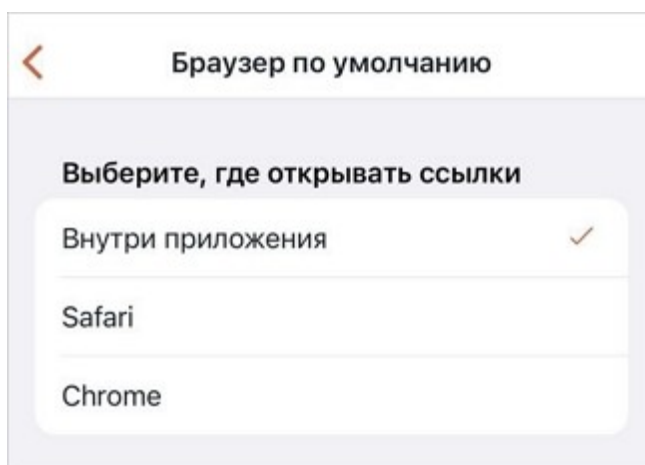 Браузер по умолчанию
Выберите, где открывать ссылки
Внутри приложения
Safari
Chrome